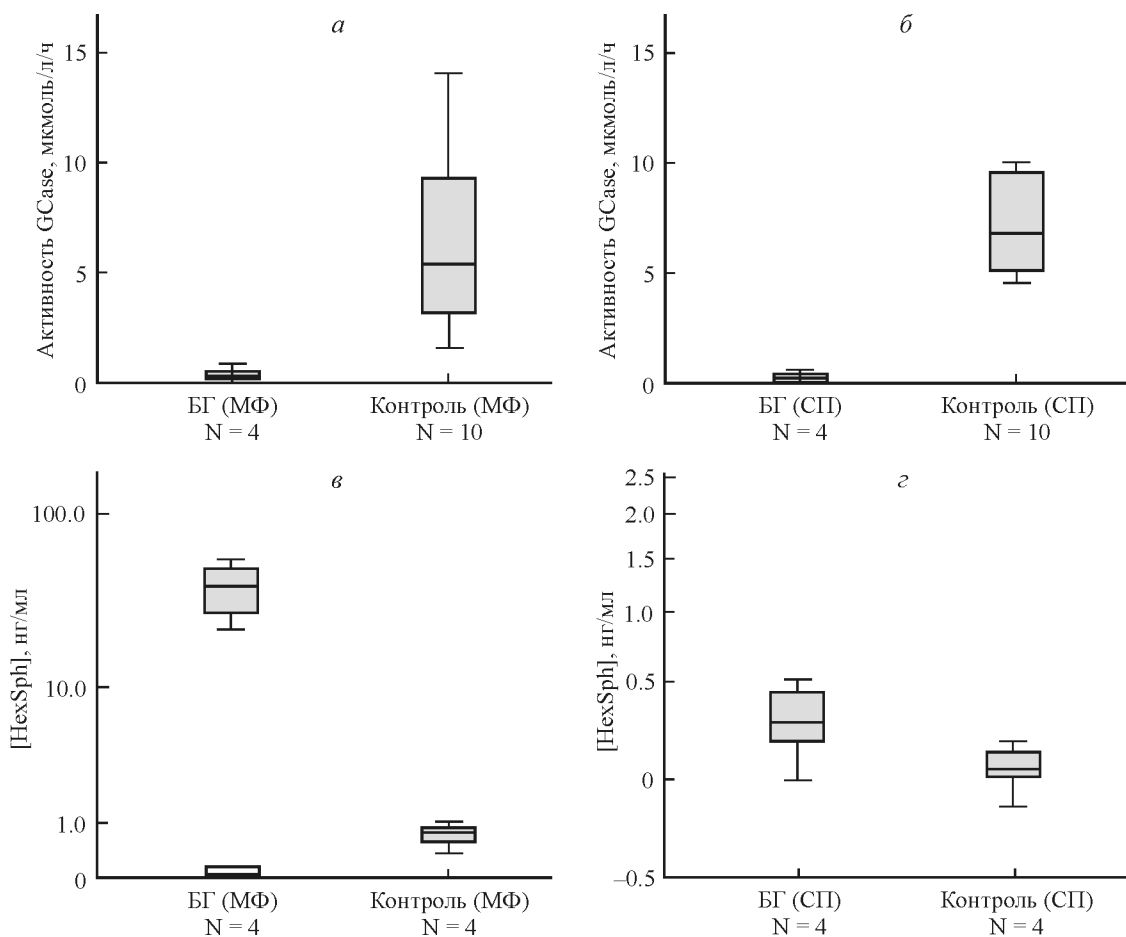 а
Активность GCase, мкмоль/л/ч
15
10
5
0
БГ (МФ)
N = 4
Контроль (МФ)
N = 10
б
Активность GCase, мкмоль/л/ч
15
10
5
0
БГ (СП)
N = 4
Контроль (СП)
N = 10
в
[HexSph], нг/мл
100.0
10.0
1.0
0
БГ (МФ)
N = 4
Контроль (МФ)
N = 4
г
[HexSph], нг/мл
2.5
2.0
1.5
1.0
0.5
0
–0.5
БГ (СП)
N = 4
Контроль (СП)
N = 4